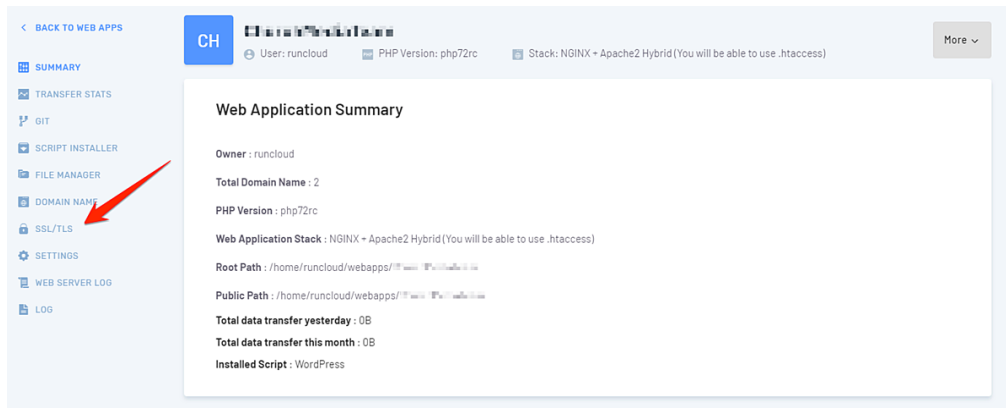 BACK TO WEB APPS
SUMMARY
TRANSFER STATS
GIT
SCRIPT INSTALLER
FILE MANAGER
DOMAIN NAME
SSL/TLS
SETTINGS
WEB SERVER LOG
LOG
CH
User: runcloud PHP Version: php72rc Stack: NGINX + Apache2 Hybrid (You will be able to use .htaccess)
More
Web Application Summary
Owner : runcloud
Total Domain Name : 2
PHP Version : php72rc
Web Application Stack : NGINX + Apache2 Hybrid (You will be able to use .htaccess)
Root Path : /home/runcloud/webapps/
Public Path : /home/runcloud/webapps/
Total data transfer yesterday : 0B
Total data transfer this month : 0B
Installed Script : WordPress